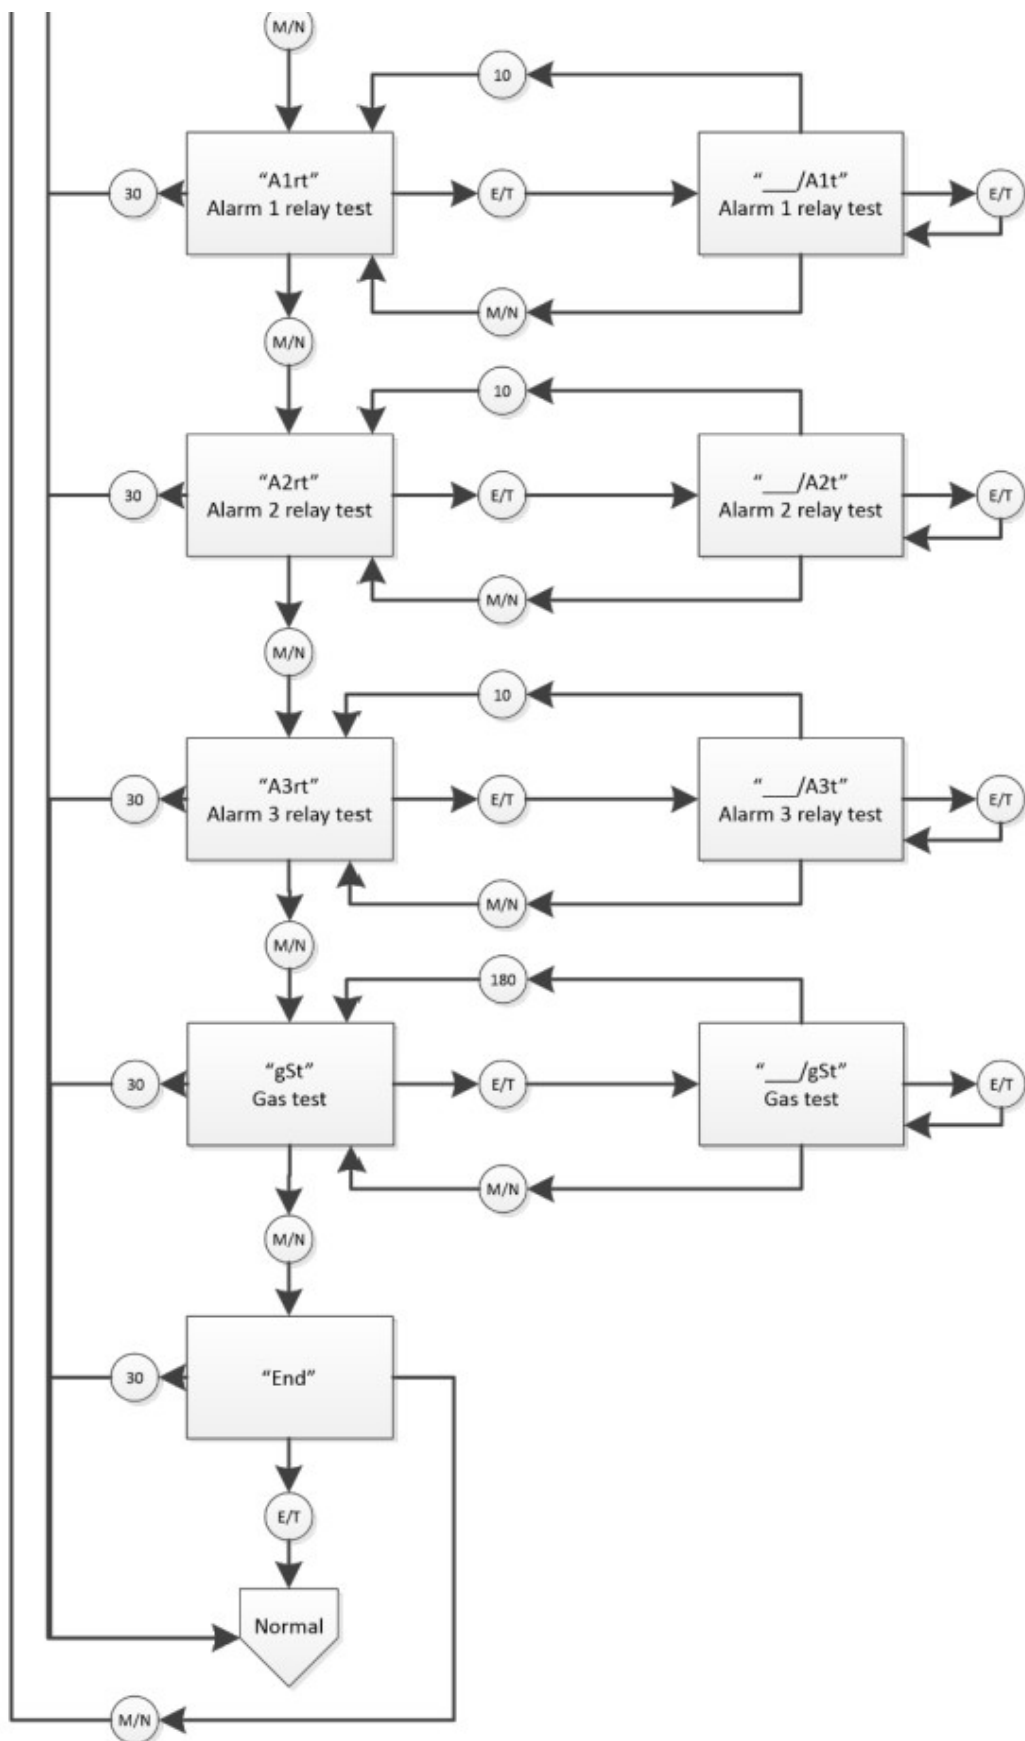 M/N
10
"A1rt"
Alarm 1 relay test
30
E/T
"___/A1t"
Alarm 1 relay test
E/T
M/N
M/N
10
"A2rt"
Alarm 2 relay test
30
E/T
"___/A2t"
Alarm 2 relay test
E/T
M/N
M/N
10
"A3rt"
Alarm 3 relay test
30
E/T
"___/A3t"
Alarm 3 relay test
E/T
M/N
M/N
180
"gSt"
Gas test
30
E/T
"___/gSt"
Gas test
E/T
M/N
M/N
30
"End"
E/T
Normal
M/N